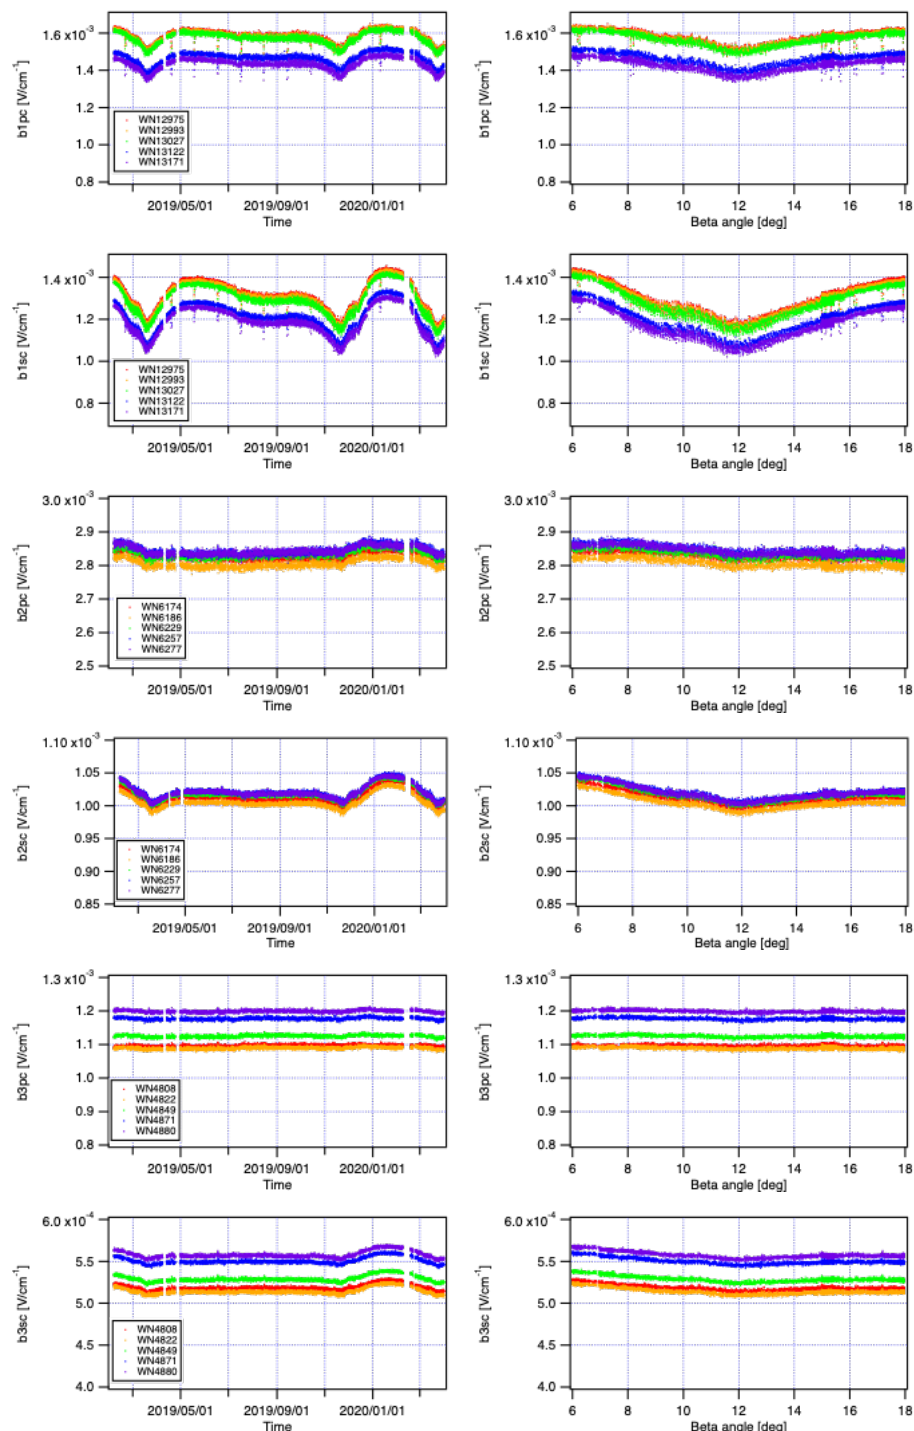 1.6 x10⁻³
1.4
1.2
1.0
0.8
b1pc [V/cm⁻¹]
WN12975
WN12993
WN13027
WN13122
WN13171
2019/05/01 2019/09/01 2020/01/01
Time
1.6 x10⁻³
1.4
1.2
1.0
0.8
b1pc [V/cm⁻¹]
6 8 10 12 14 16 18
Beta angle [deg]
1.4 x10⁻³
1.2
1.0
0.8
b1sc [V/cm⁻¹]
WN12975
WN12993
WN13027
WN13122
WN13171
2019/05/01 2019/09/01 2020/01/01
Time
1.4 x10⁻³
1.2
1.0
0.8
b1sc [V/cm⁻¹]
6 8 10 12 14 16 18
Beta angle [deg]
3.0 x10⁻³
2.9
2.8
2.7
2.6
2.5
b2pc [V/cm⁻¹]
WN6174
WN6186
WN6229
WN6257
WN6277
2019/05/01 2019/09/01 2020/01/01
Time
3.0 x10⁻³
2.9
2.8
2.7
2.6
2.5
b2pc [V/cm⁻¹]
6 8 10 12 14 16 18
Beta angle [deg]
1.10 x10⁻³
1.05
1.00
0.95
0.90
0.85
b2sc [V/cm⁻¹]
WN6174
WN6186
WN6229
WN6257
WN6277
2019/05/01 2019/09/01 2020/01/01
Time
1.10 x10⁻³
1.05
1.00
0.95
0.90
0.85
b2sc [V/cm⁻¹]
6 8 10 12 14 16 18
Beta angle [deg]
1.3 x10⁻³
1.2
1.1
1.0
0.9
0.8
b3pc [V/cm⁻¹]
WN4808
WN4822
WN4849
WN4871
WN4880
2019/05/01 2019/09/01 2020/01/01
Time
1.3 x10⁻³
1.2
1.1
1.0
0.9
0.8
b3pc [V/cm⁻¹]
6 8 10 12 14 16 18
Beta angle [deg]
6.0 x10⁻⁴
5.5
5.0
4.5
4.0
b3sc [V/cm⁻¹]
WN4808
WN4822
WN4849
WN4871
WN4880
2019/05/01 2019/09/01 2020/01/01
Time
6.0 x10⁻⁴
5.5
5.0
4.5
4.0
b3sc [V/cm⁻¹]
6 8 10 12 14 16 18
Beta angle [deg]